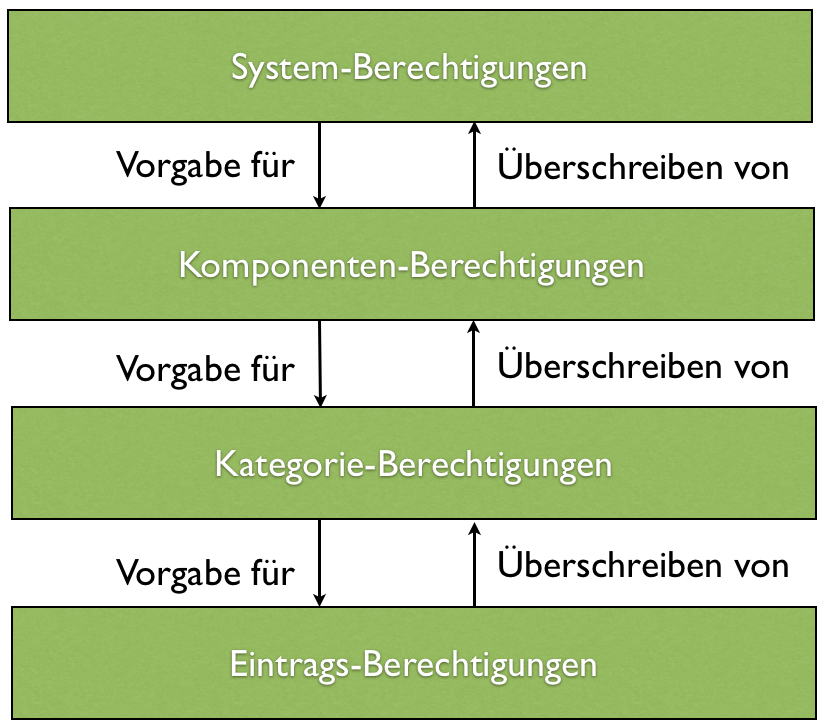 System-Berechtigungen
Vorgabe für
Überschreiben von
Komponenten-Berechtigungen
Vorgabe für
Überschreiben von
Kategorie-Berechtigungen
Vorgabe für
Überschreiben von
Eintrags-Berechtigungen